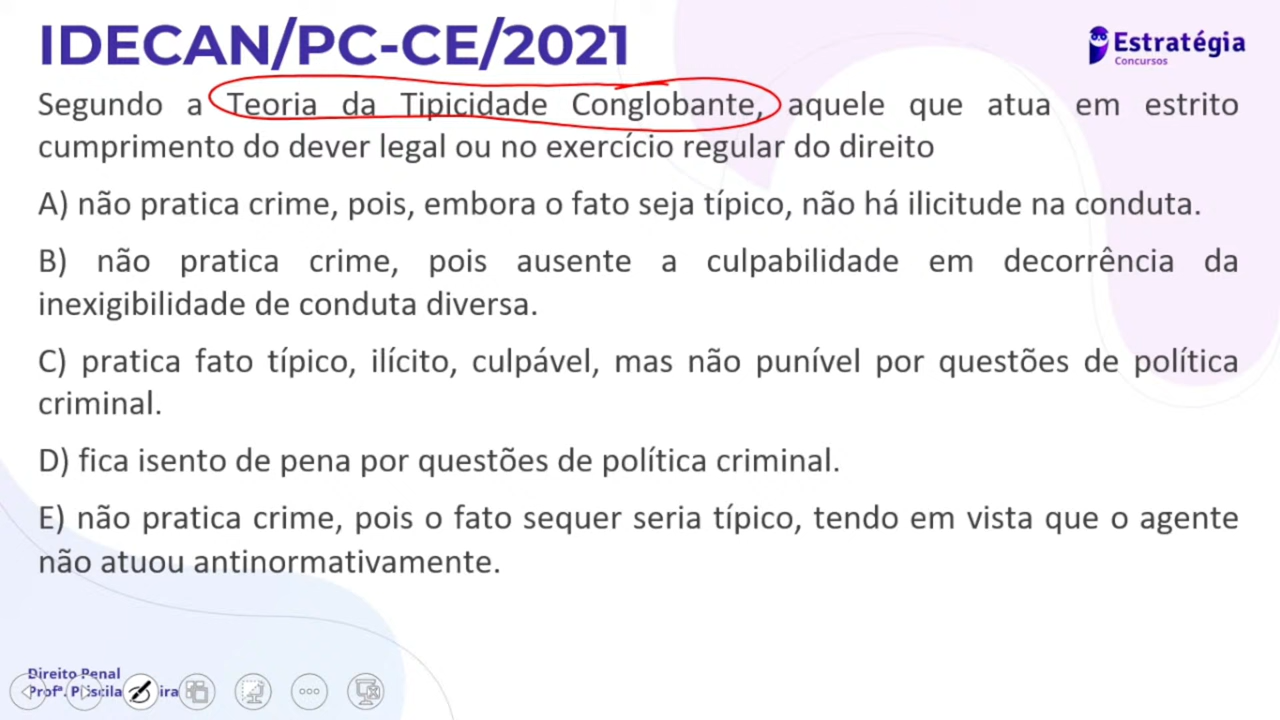 IDECAN/PC-CE/2021
Estratégia
Concursos
Segundo a Teoria da Tipicidade Conglobante, aquele que atua em estrito
cumprimento do dever legal ou no exercício regular do direito
A) não pratica crime, pois, embora o fato seja típico, não há ilicitude na conduta.
B) não pratica crime, pois ausente a culpabilidade em decorrência da
inexigibilidade de conduta diversa.
C) pratica fato típico, ilícito, culpável, mas não punível por questões de política
criminal.
D) fica isento de pena por questões de política criminal.
E) não pratica crime, pois o fato sequer seria típico, tendo em vista que o agente
não atuou antinormativamente.
Direito Penal
Profª. Priscila